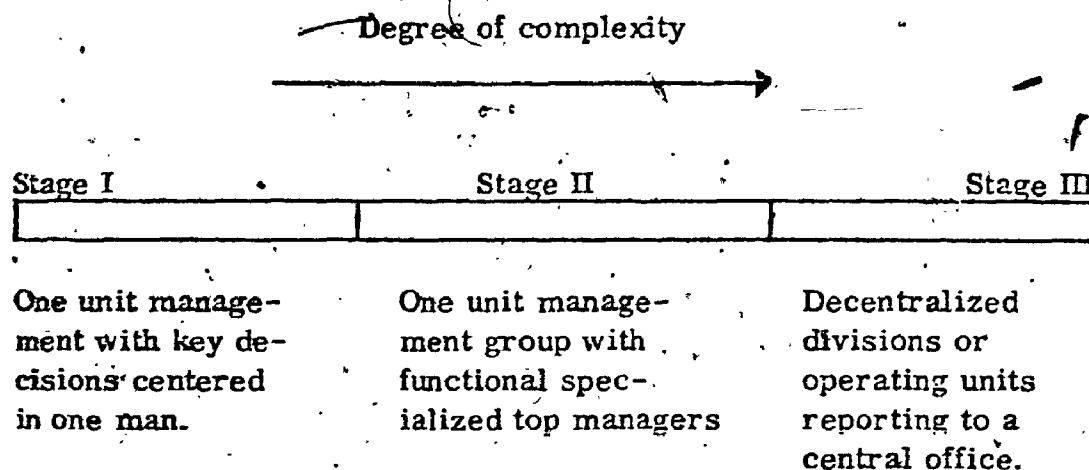 Degree of complexity
Stage I Stage II Stage III
One unit manage-
ment with key de-
cisions centered
in one man.
One unit manage-
ment group with
functional spec-
ialized top managers
Decentralized
divisions or
operating units
reporting to a
central office.